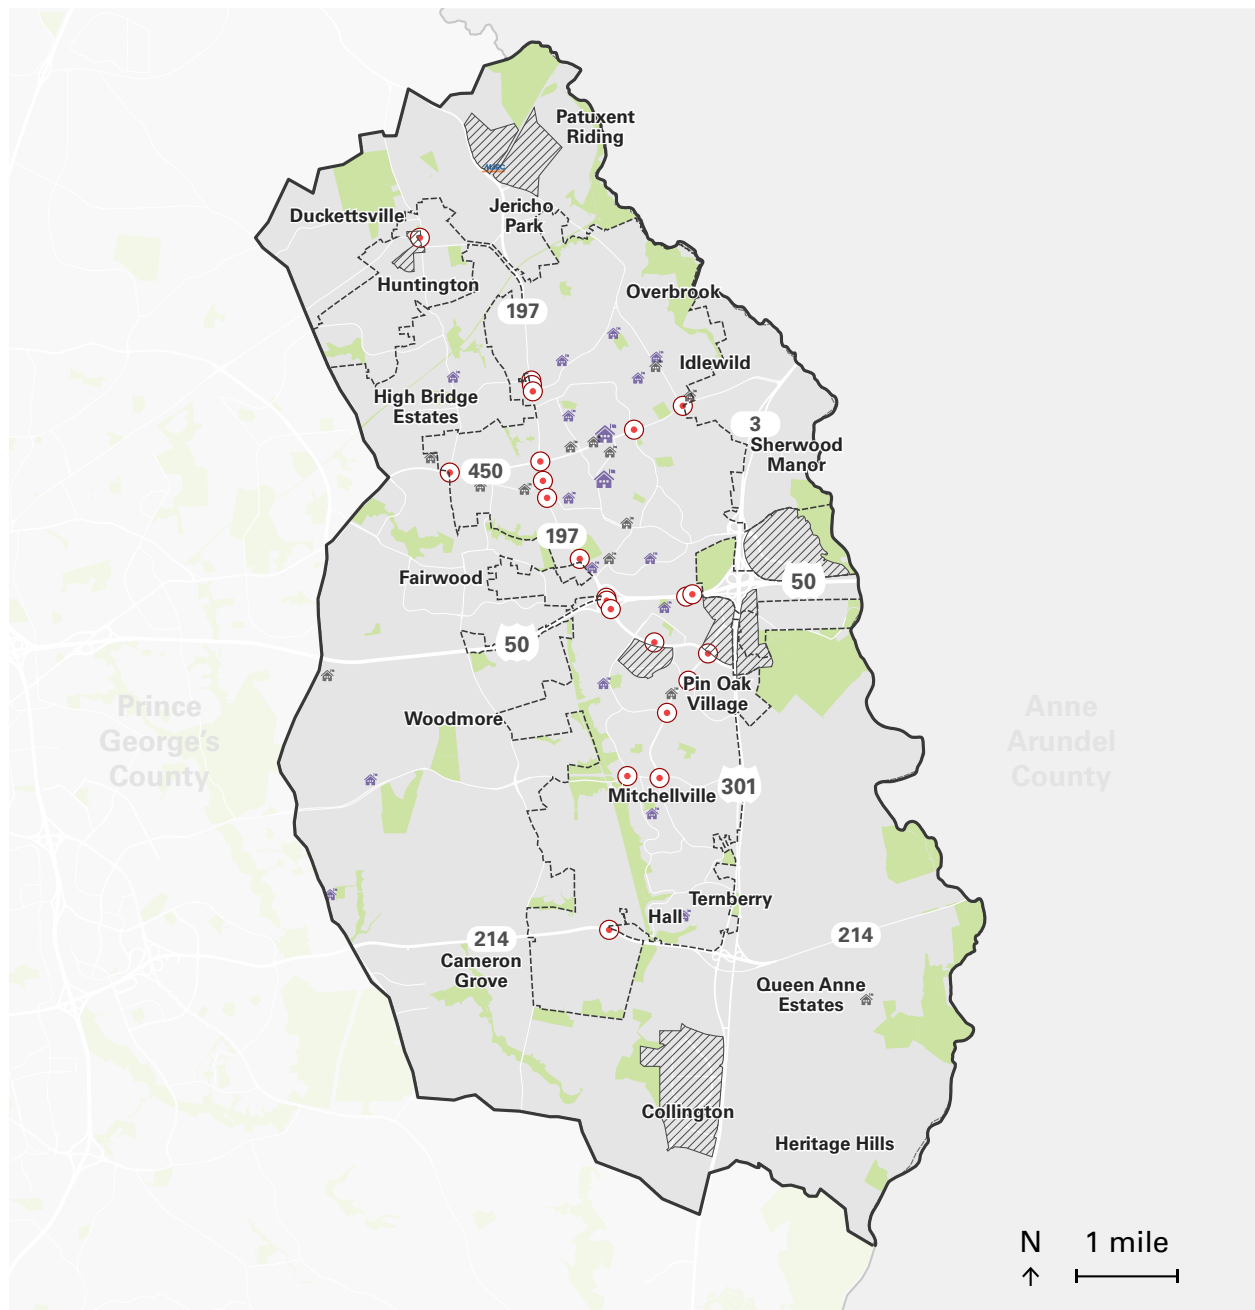 Patuxent
Riding
Duckettsville
Jericho
Park
Huntington
Overbrook
197
Idlewild
High Bridge
Estates
3
Sherwood
Manor
450
197
Fairwood
50
50
Pin Oak
Village
Prince
George's
County
Woodmore
Anne
Arundel
County
301
Mitchellville
Ternberry
Hall
214
214
Cameron
Grove
Queen Anne
Estates
Collington
Heritage Hills
N
1 mile